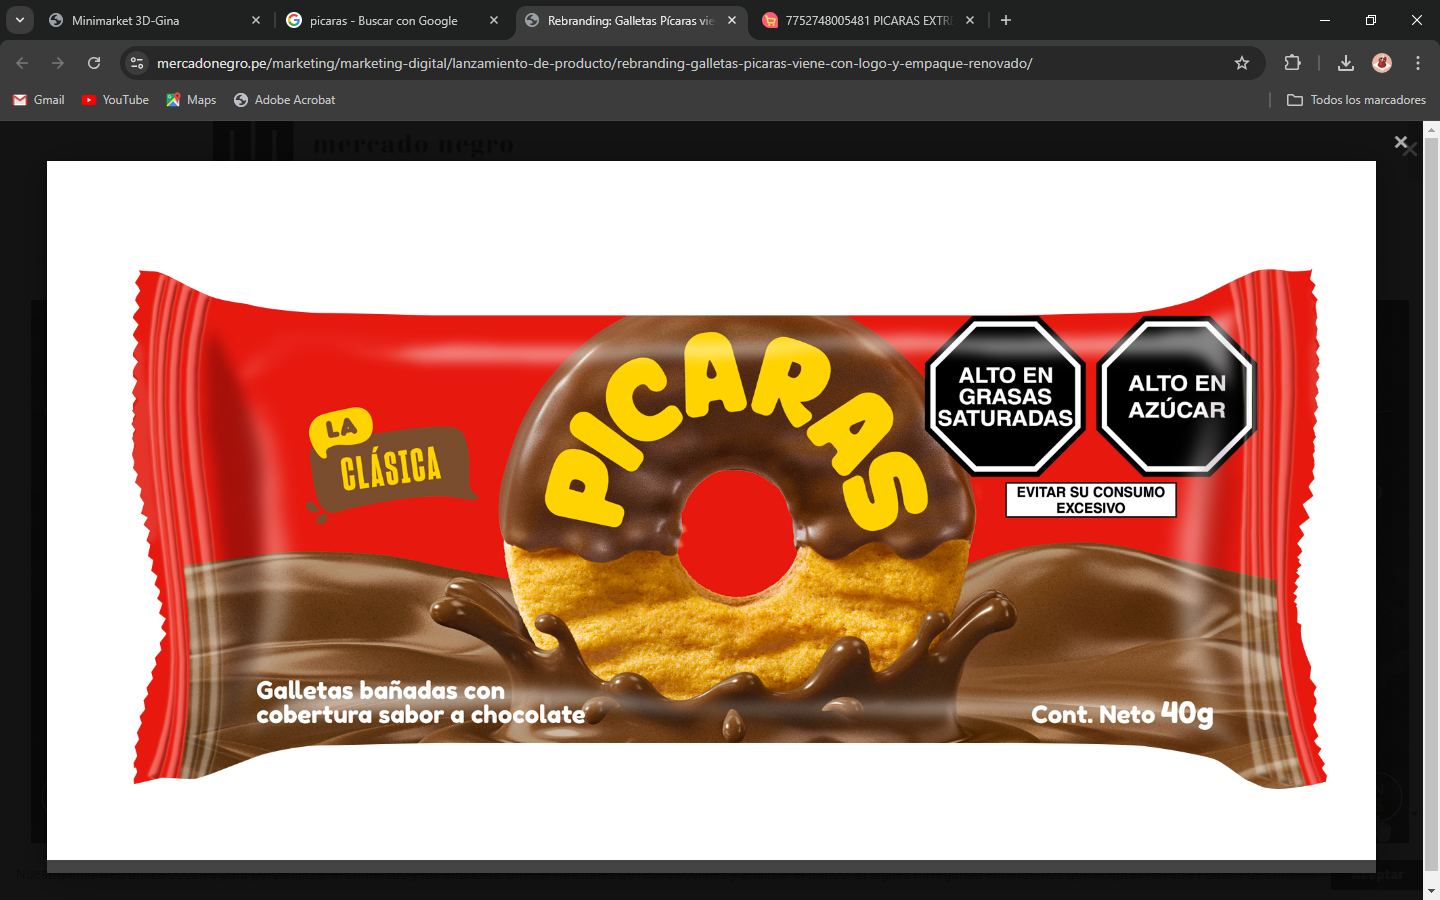 Minimarket 3D-Gina
picaras - Buscar con Google
Rebranding: Galletas Pícaras vie
7752748005481 PICARAS EXTRE
mercadonegro.pe/marketing/marketing-digital/lanzamiento-de-producto/rebranding-galletas-picaras-viene-con-logo-y-empaque-renovado/
Gmail
YouTube
Maps
Adobe Acrobat
Todos los marcadores
mercado negro
PICARAS
LA
CLÁSICA
ALTO EN
GRASAS
SATURADAS
ALTO EN
AZÚCAR
EVITAR SU CONSUMO
EXCESIVO
Galletas bañadas con
cobertura sabor a chocolate
Cont. Neto 40g
Aceptar